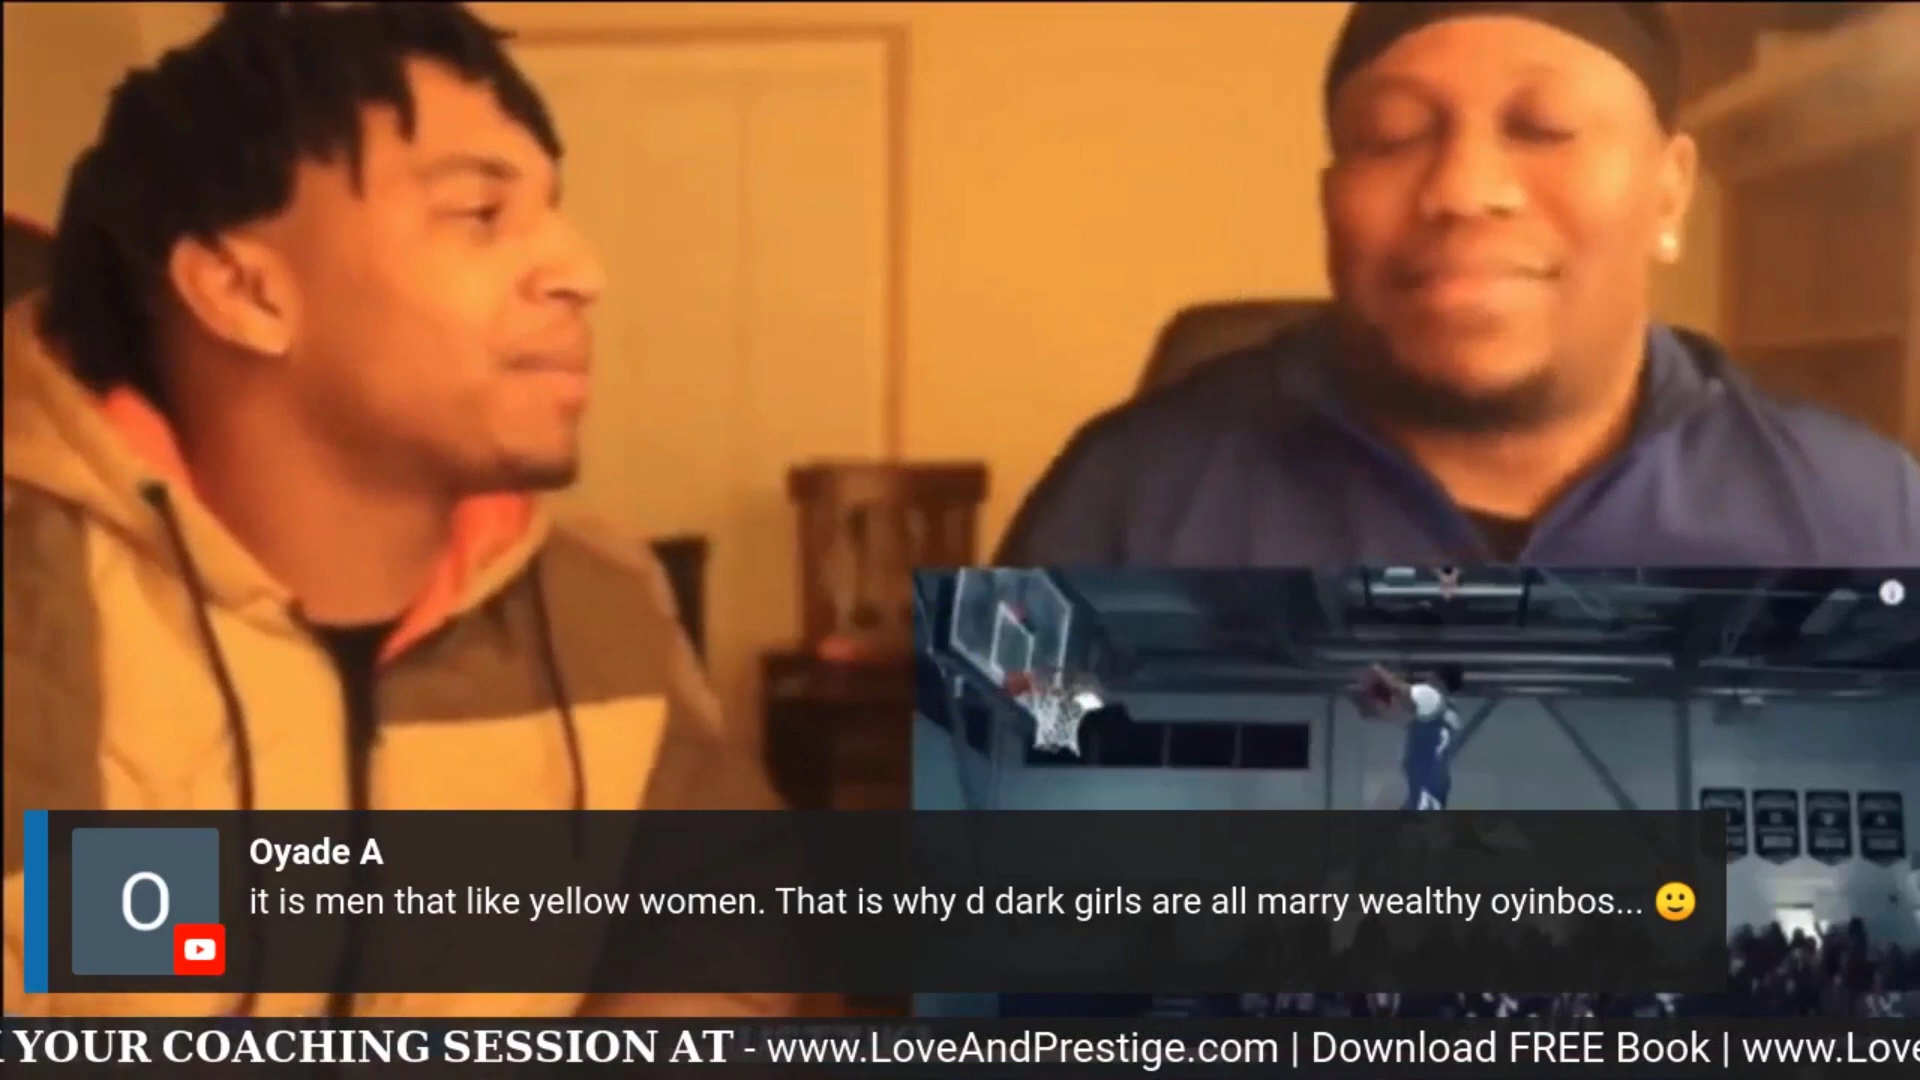 O
Oyade A
it is men that like yellow women. That is why d dark girls are all marry wealthy oyinbos... 🙂
YOUR COACHING SESSION AT - www.LoveAndPrestige.com | Download FREE Book | www.Love